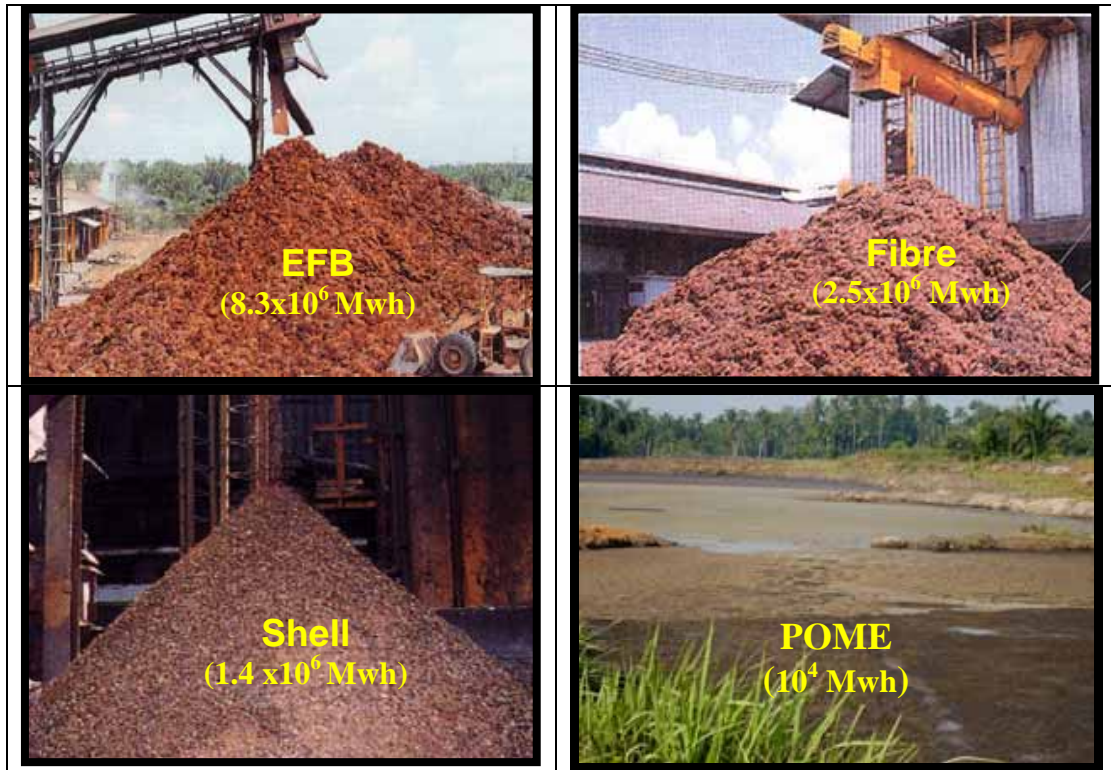 EFB
(8.3x10⁶ Mwh)
Fibre
(2.5x10⁶ Mwh)
Shell
(1.4 x10⁶ Mwh)
POME
(10⁴ Mwh)